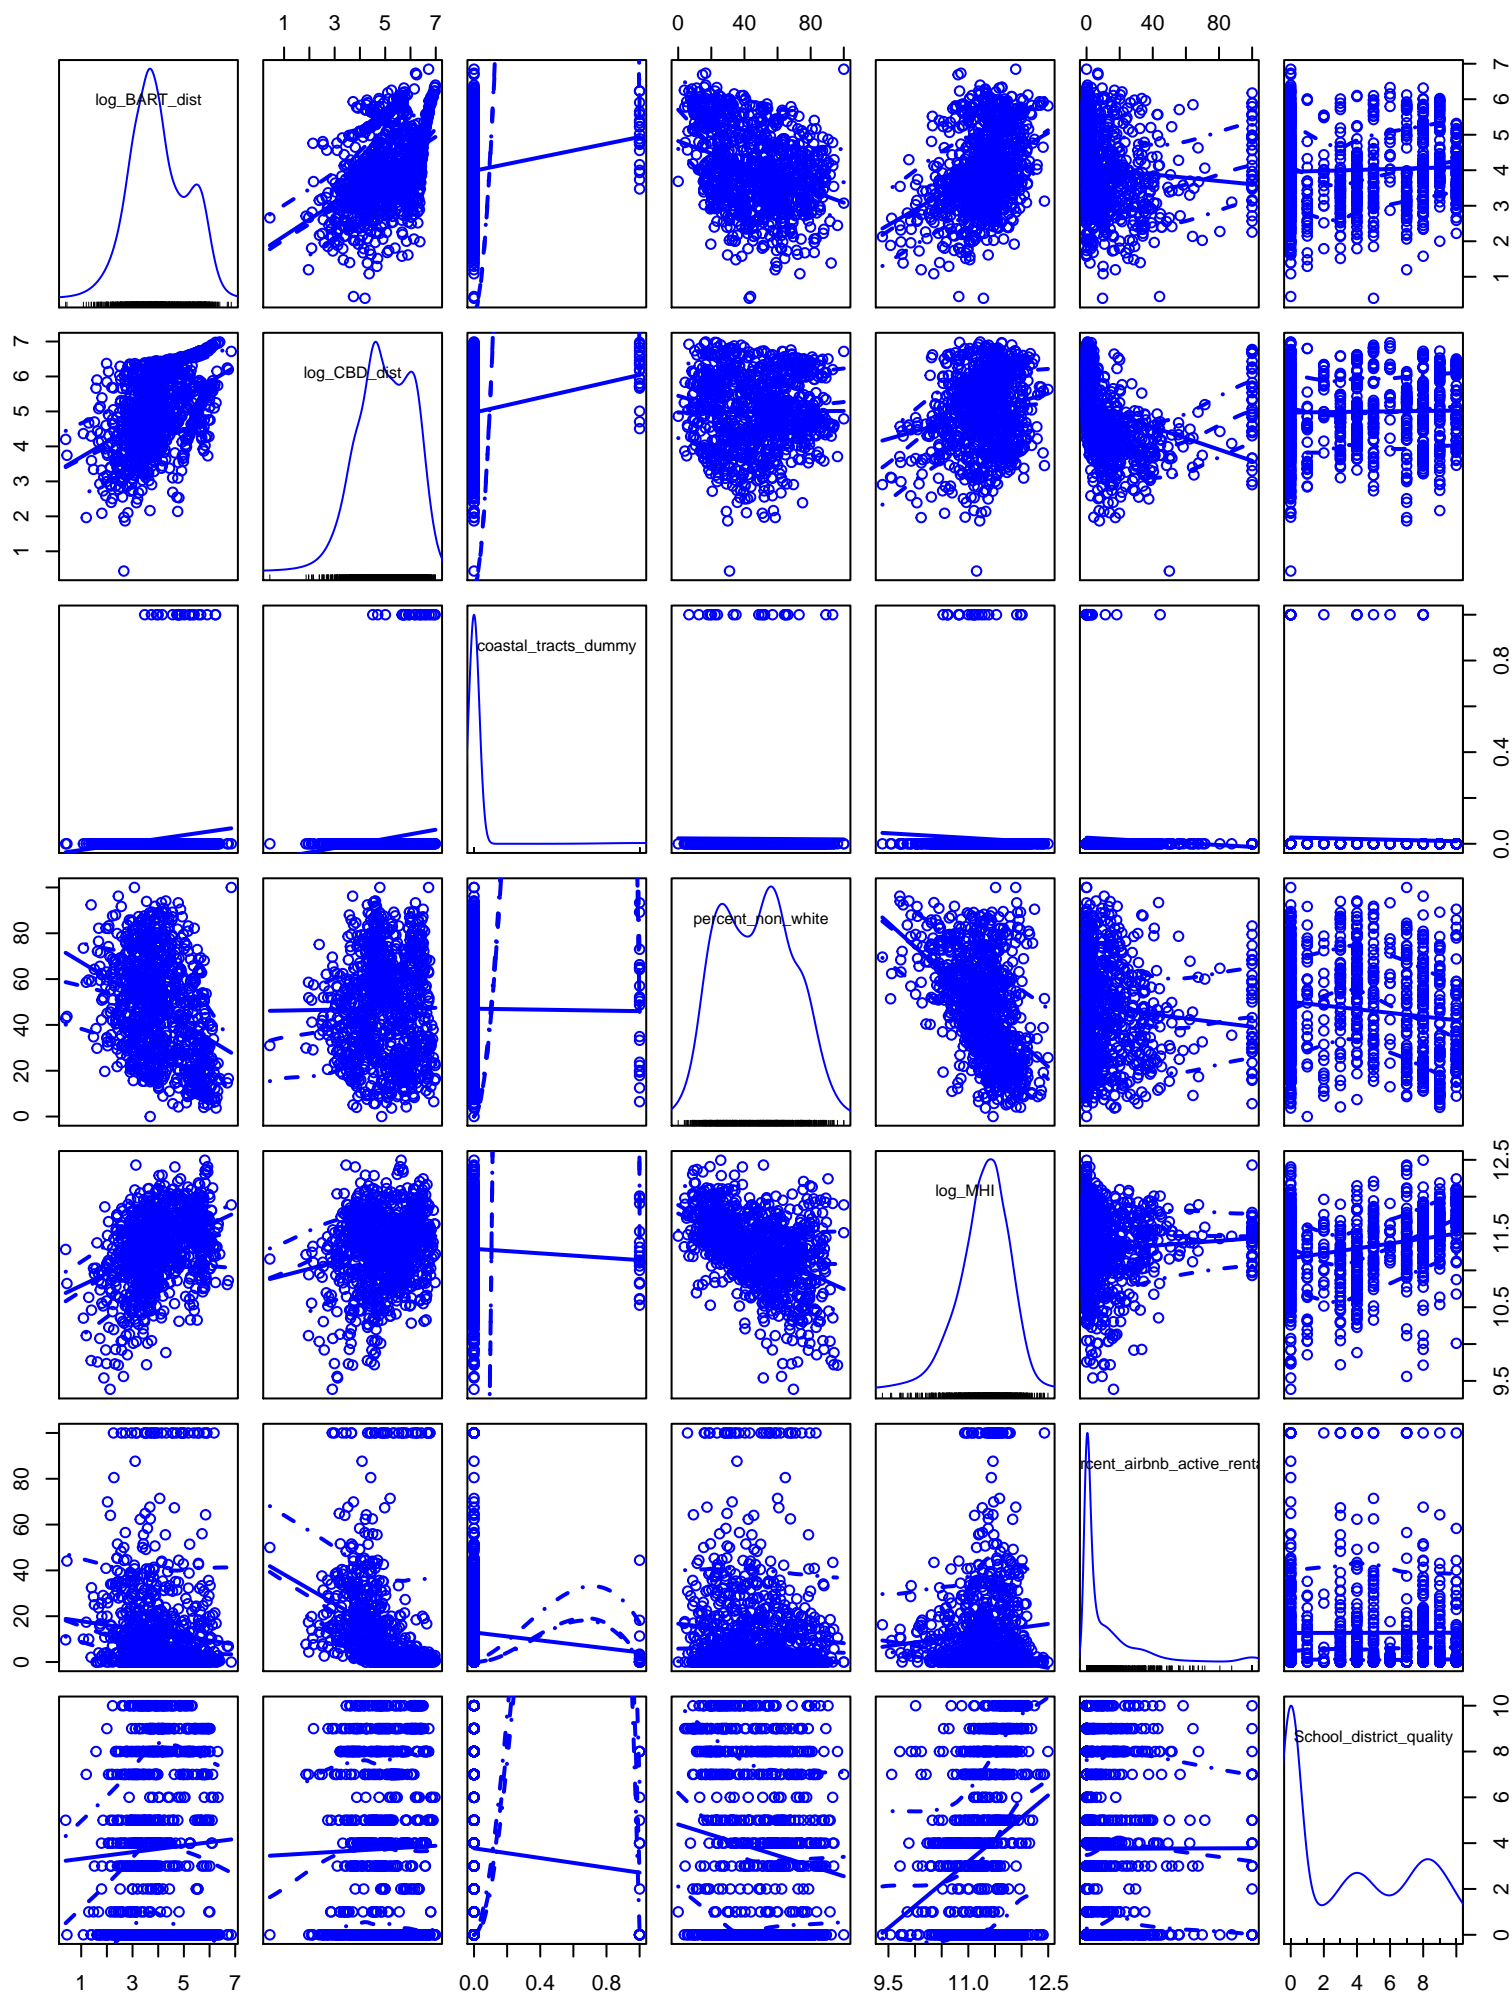 1 3 5 7 0 40 80 0 40 80
log_BART_dist
1 2 3 4 5 6 7
1 2 3 4 5 6 7
log_CBD_dist
coastal_tracts_dummy
0.0 0.4 0.8
0 20 40 60 80
percent_non_white
log_MHI
9.5 10.5 11.5 12.5
0 20 40 60 80
rcent_airbnb_active_renta
School_district_quality
0 2 4 6 8 10
1 3 5 7 0.0 0.4 0.8 9.5 11.0 12.5 0 2 4 6 8